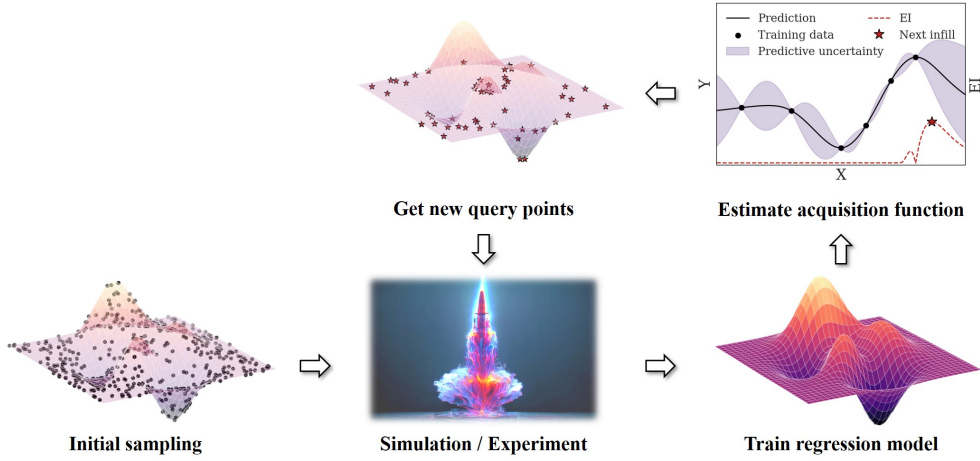 Prediction
Training data
Predictive uncertainty
EI
Next infill
Y
EI
X
Get new query points
Estimate acquisition function
Initial sampling
Simulation / Experiment
Train regression model